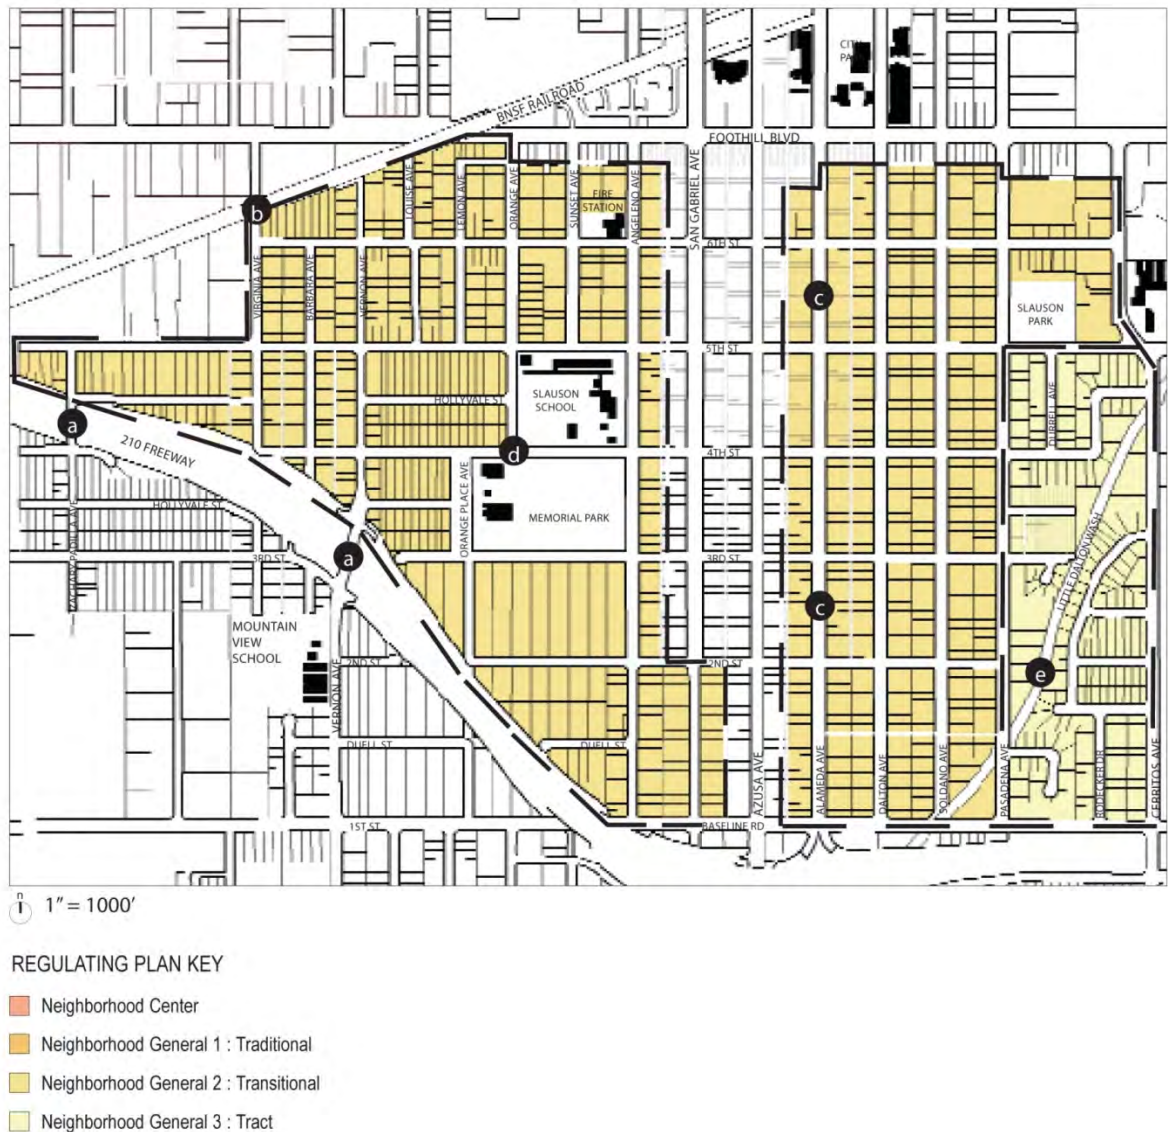 CITY
PARK
BNSF RAILROAD
FOOTHILL BLVD
LOUISE AVE
LEMON AVE
ORANGE AVE
SUNSET AVE
FIRE
STATION
ANGELENO AVE
SAN GABRIEL AVE
b
6TH ST
VIRGINIA AVE
BARBARA AVE
VERNON AVE
c
SLAUSON
PARK
5TH ST
SLAUSON
SCHOOL
HOLLYVALE ST
DURRELL AVE
a
210 FREEWAY
d
4TH ST
ORANGE PLACE AVE
MEMORIAL PARK
HOLLYVALE ST
ZACHARY PADILLA AVE
3RD ST
a
3RD ST
LITTLE DALTON WASH
c
MOUNTAIN
VIEW
SCHOOL
2ND ST
2ND ST
e
VERNON AVE
DUELL ST
DUELL ST
AZUSA AVE
ALAMEDA AVE
DALTON AVE
SOLDANO AVE
PASADENA AVE
RODECKER DR
CERRITOS AVE
1ST ST
BASELINE RD
n
1" = 1000'
REGULATING PLAN KEY
Neighborhood Center
Neighborhood General 1 : Traditional
Neighborhood General 2 : Transitional
Neighborhood General 3 : Tract